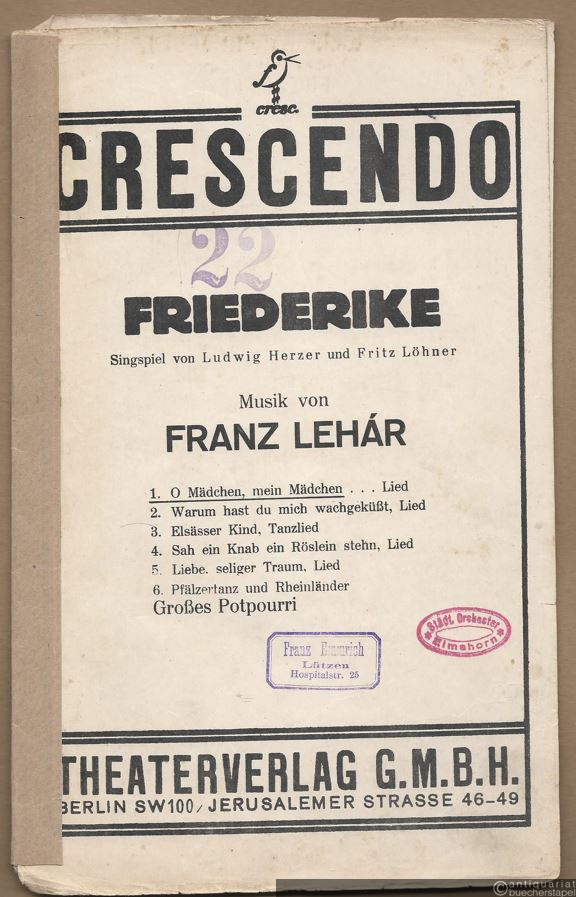 cresc.
CRESCENDO
22
FRIEDERIKE
Singspiel von Ludwig Herzer und Fritz Löhner
Musik von
FRANZ LEHÁR
1. O Mädchen, mein Mädchen . . . Lied
2. Warum hast du mich wachgeküßt, Lied
3. Elsässer Kind, Tanzlied
4. Sah ein Knab ein Röslein stehn, Lied
5. Liebe, seliger Traum, Lied
6. Pfälzertanz und Rheinländer
Großes Potpourri
Städt. Orchester
Elmshorn
Franz
Lützen
Hospitalstr. 25
THEATERVERLAG G.M.B.H.
BERLIN SW100/JERUSALEMER STRASSE 46-49
antiquariat
buecherstapel